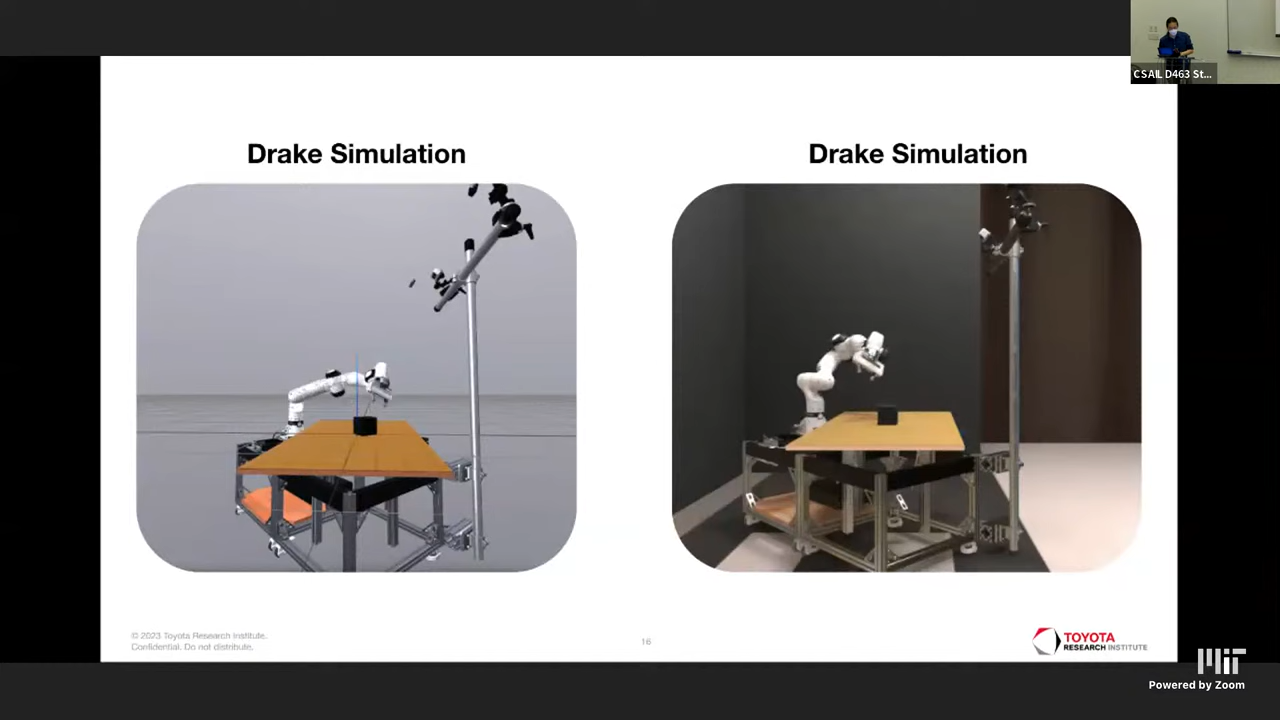 CSAIL D463 St...
Drake Simulation
Drake Simulation
© 2023 Toyota Research Institute.
Confidential. Do not distribute.
16
TOYOTA
RESEARCH INSTITUTE
MIT
Powered by Zoom